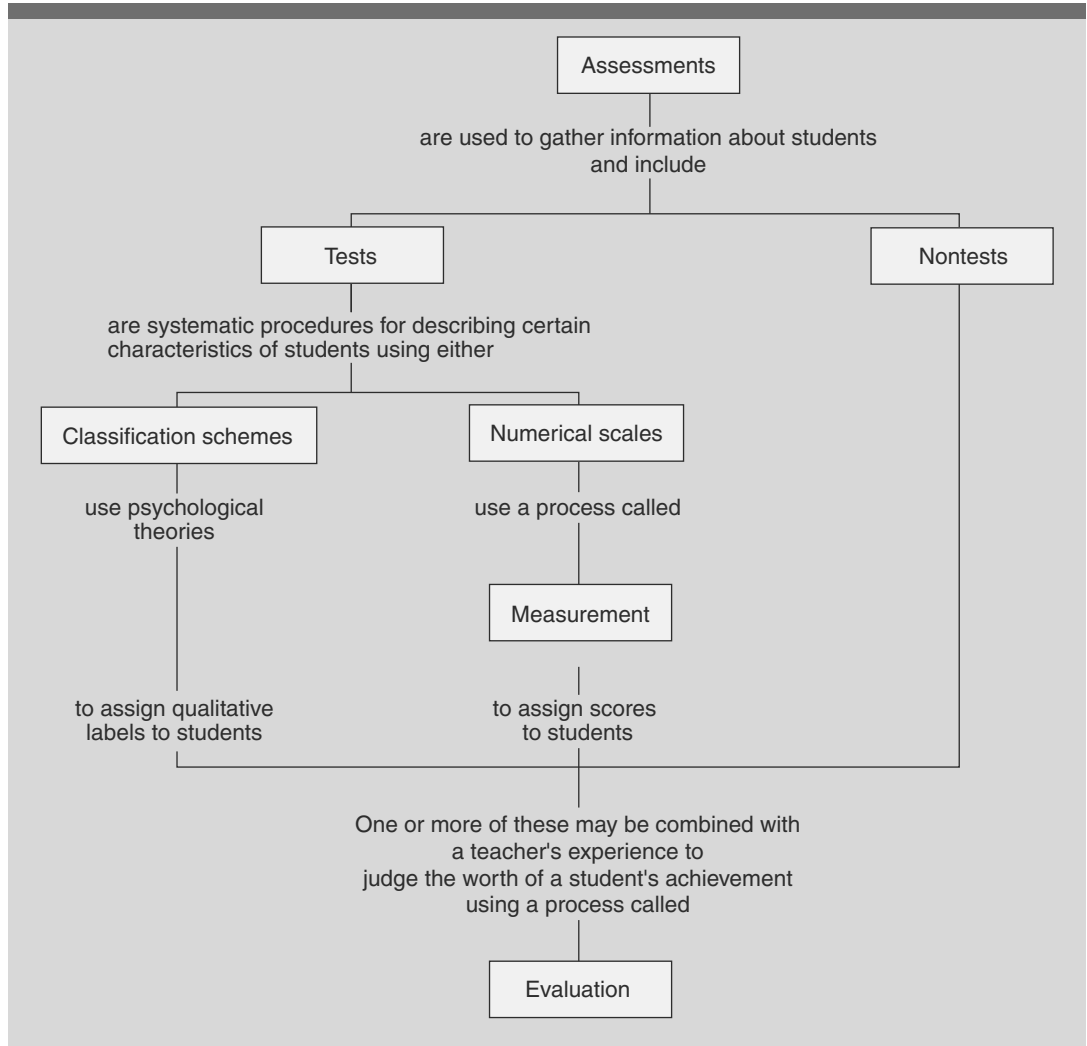 Assessments
are used to gather information about students
and include
Tests
Nontests
are systematic procedures for describing certain
characteristics of students using either
Classification schemes
Numerical scales
use psychological
theories
use a process called
Measurement
to assign qualitative
labels to students
to assign scores
to students
One or more of these may be combined with
a teacher's experience to
judge the worth of a student's achievement
using a process called
Evaluation